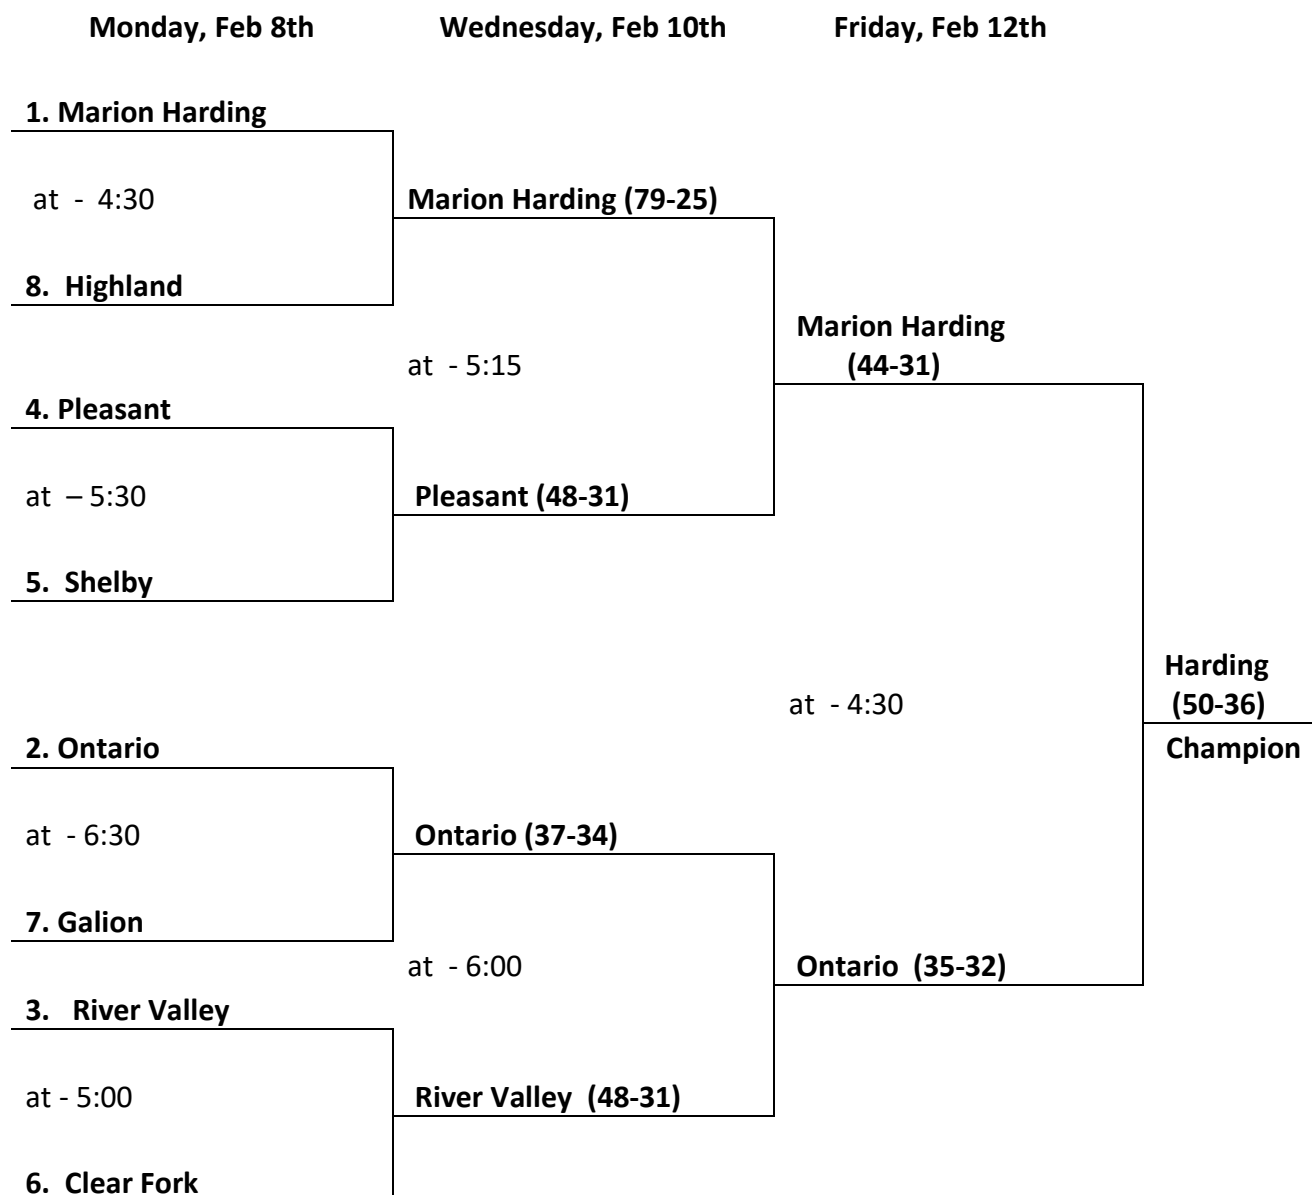 Monday, Feb 8th
Wednesday, Feb 10th
Friday, Feb 12th
1. Marion Harding
at - 4:30
Marion Harding (79-25)
8. Highland
Marion Harding
(44-31)
at - 5:15
4. Pleasant
at – 5:30
Pleasant (48-31)
5. Shelby
Harding
(50-36)
Champion
at - 4:30
2. Ontario
at - 6:30
Ontario (37-34)
7. Galion
at - 6:00
Ontario (35-32)
3. River Valley
at - 5:00
River Valley (48-31)
6. Clear Fork